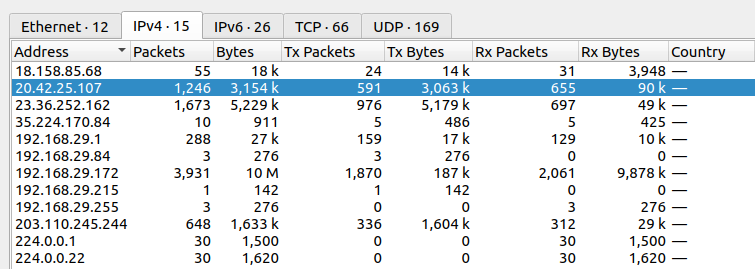 Ethernet · 12 IPv4 · 15 IPv6 · 26 TCP · 66 UDP · 169
Address Packets Bytes Tx Packets Tx Bytes Rx Packets Rx Bytes Country
18.158.85.68 55 18 k 24 14 k 31 3,948 —
20.42.25.107 1,246 3,154 k 591 3,063 k 655 90 k —
23.36.252.162 1,673 5,229 k 976 5,179 k 697 49 k —
35.224.170.84 10 911 5 486 5 425 —
192.168.29.1 288 27 k 159 17 k 129 10 k —
192.168.29.84 3 276 3 276 0 0 —
192.168.29.172 3,931 10 M 1,870 187 k 2,061 9,878 k —
192.168.29.215 1 142 1 142 0 0 —
192.168.29.255 3 276 0 0 3 276 —
203.110.245.244 648 1,633 k 336 1,604 k 312 29 k —
224.0.0.1 30 1,500 0 0 30 1,500 —
224.0.0.22 30 1,620 0 0 30 1,620 —